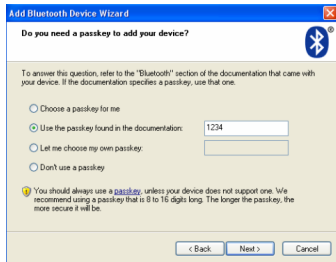 Add Bluetooth Device Wizard
Do you need a passkey to add your device?
To answer this question, refer to the "Bluetooth" section of the documentation that came with
your device. If the documentation specifies a passkey, use that one.
Choose a passkey for me
Use the passkey found in the documentation: 1234
Let me choose my own passkey:
Don't use a passkey
You should always use a passkey, unless your device does not support one. We
recommend using a passkey that is 8 to 16 digits long. The longer the passkey, the
more secure it will be.
< Back Next > Cancel